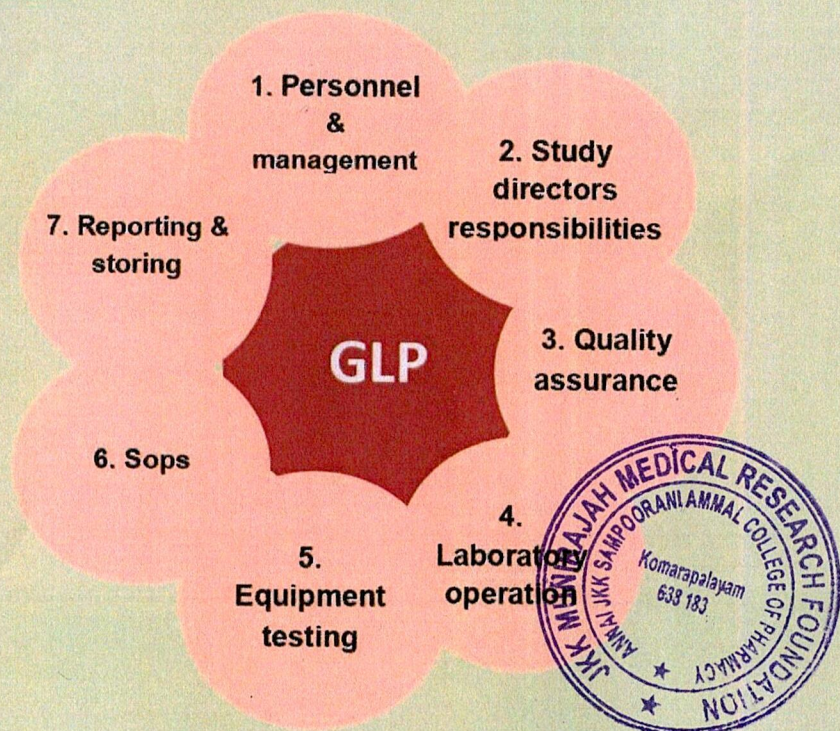 1. Personnel
&
management
2. Study
directors
responsibilities
3. Quality
assurance
4.
Laboratory
operation
5.
Equipment
testing
6. Sops
7. Reporting &
storing
GLP
JKK MUNIRAJAH MEDICAL RESEARCH FOUNDATION
ANNAI JKK SAMPOORANI AMMAL COLLEGE OF PHARMACY
Komarapalayam
638 183